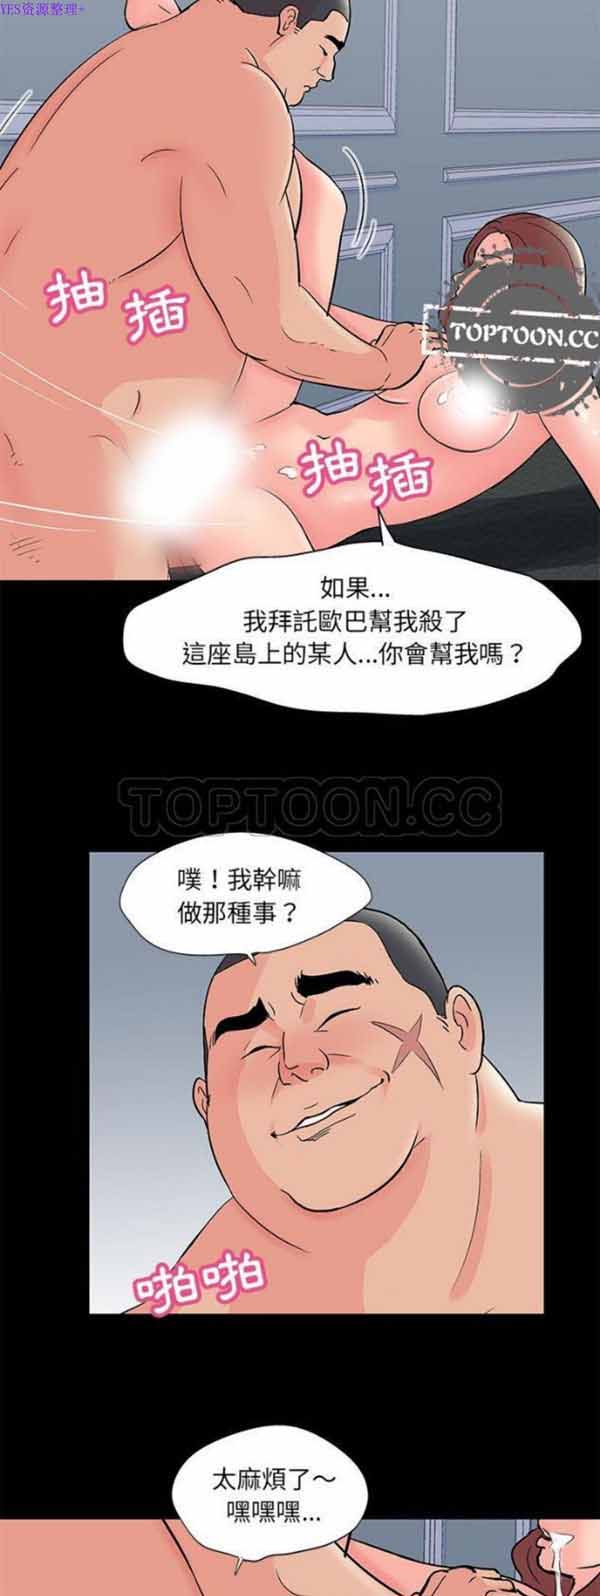 YES资源整理+
抽插
TOPTOON.CC
抽插
如果...
我拜託歐巴幫我殺了
這座島上的某人...你會幫我嗎？
TOPTOON.CC
噗！我幹嘛
做那種事？
啪啪
太麻煩了～
嘿嘿嘿...